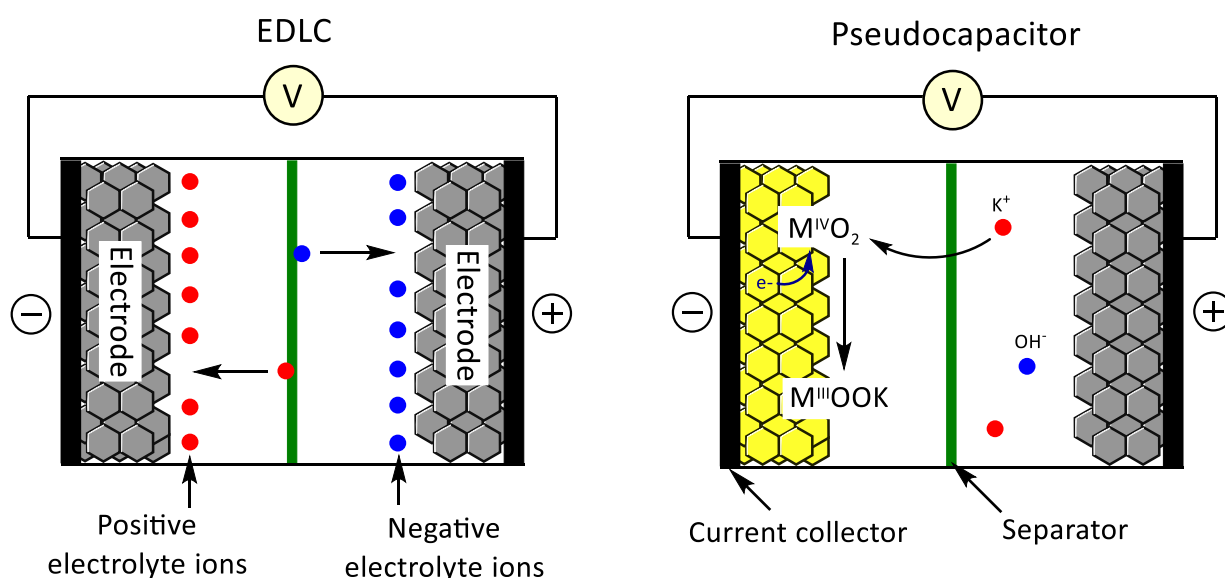 EDLC
V
Electrode
Electrode
−
+
Positive
electrolyte ions
Negative
electrolyte ions
Pseudocapacitor
V
K⁺
MᴵⱽO₂
e-
OH⁻
MᴵᴵᴵOOK
−
+
Current collector
Separator